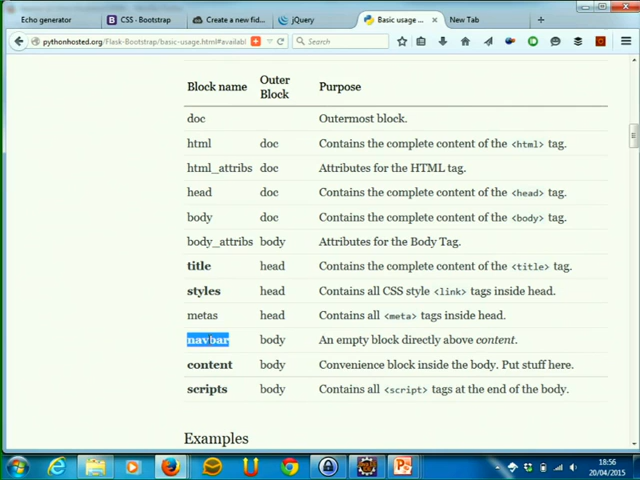 Echo generator
CSS · Bootstrap
Create a new fid...
jQuery
Basic usage ...
New Tab
pythonhosted.org/Flask-Bootstrap/basic-usage.html#availabl
Search
Block name
Outer Block
Purpose
doc
Outermost block.
html doc Contains the complete content of the <html> tag.
html_attribs doc Attributes for the HTML tag.
head doc Contains the complete content of the <head> tag.
body doc Contains the complete content of the <body> tag.
body_attribs body Attributes for the Body Tag.
title head Contains the complete content of the <title> tag.
styles head Contains all CSS style <link> tags inside head.
metas head Contains all <meta> tags inside head.
navbar body An empty block directly above content.
content body Convenience block inside the body. Put stuff here.
scripts body Contains all <script> tags at the end of the body.
Examples
18:56
20/04/2015